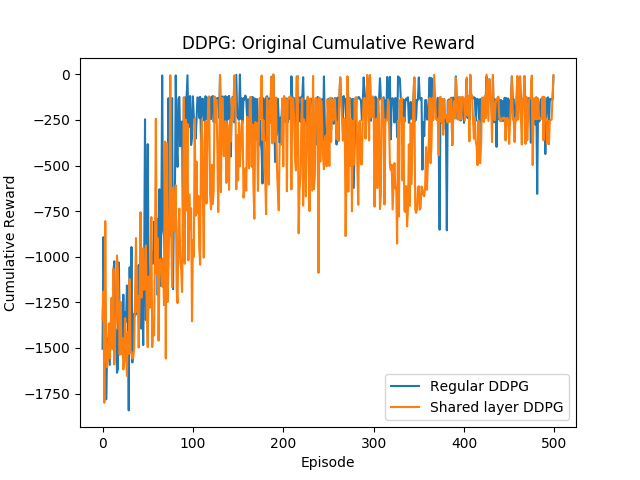 DDPG: Original Cumulative Reward
0
−250
−500
−750
−1000
−1250
−1500
−1750
Cumulative Reward
0
100
200
300
400
500
Episode
Regular DDPG
Shared layer DDPG